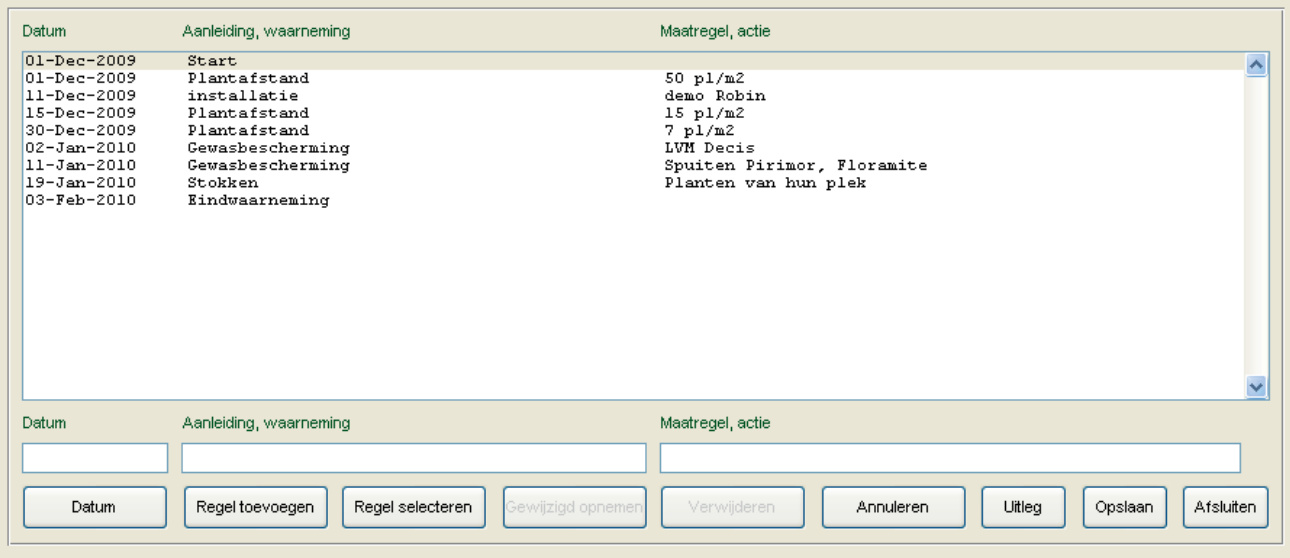 Datum Aanleiding, waarneming Maatregel, actie
01-Dec-2009 Start
01-Dec-2009 Plantafstand 50 pl/m2
11-Dec-2009 installatie demo Robin
15-Dec-2009 Plantafstand 15 pl/m2
30-Dec-2009 Plantafstand 7 pl/m2
02-Jan-2010 Gewasbescherming LVM Decis
11-Jan-2010 Gewasbescherming Spuiten Pirimor, Floramite
19-Jan-2010 Stokken Planten van hun plek
03-Feb-2010 Eindwaarneming
Datum Aanleiding, waarneming Maatregel, actie
Datum Regel toevoegen Regel selecteren Gewijzigd opnemen Verwijderen Annuleren Uitleg Opslaan Afsluiten